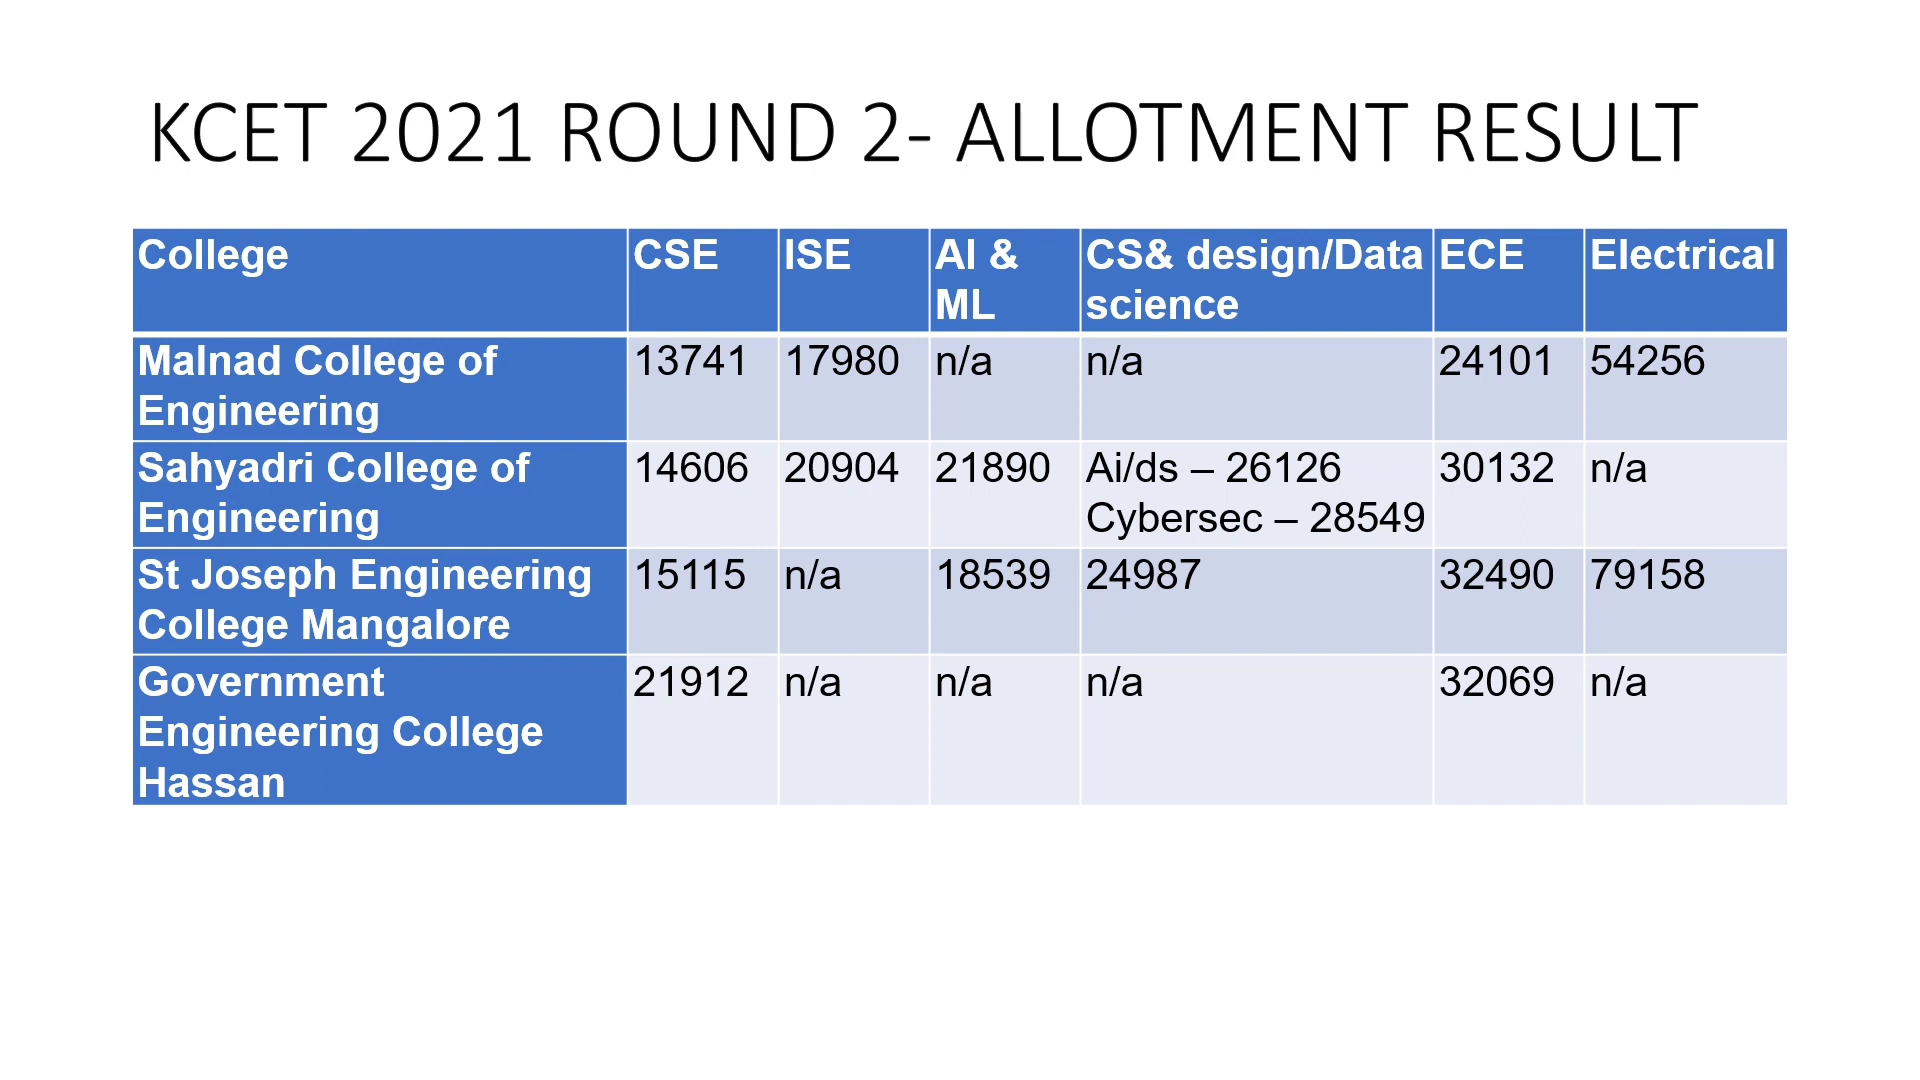 KCET 2021 ROUND 2- ALLOTMENT RESULT
College CSE ISE AI & ML CS& design/Data science ECE Electrical
Malnad College of Engineering 13741 17980 n/a n/a 24101 54256
Sahyadri College of Engineering 14606 20904 21890 Ai/ds – 26126 Cybersec – 28549 30132 n/a
St Joseph Engineering College Mangalore 15115 n/a 18539 24987 32490 79158
Government Engineering College Hassan 21912 n/a n/a n/a 32069 n/a